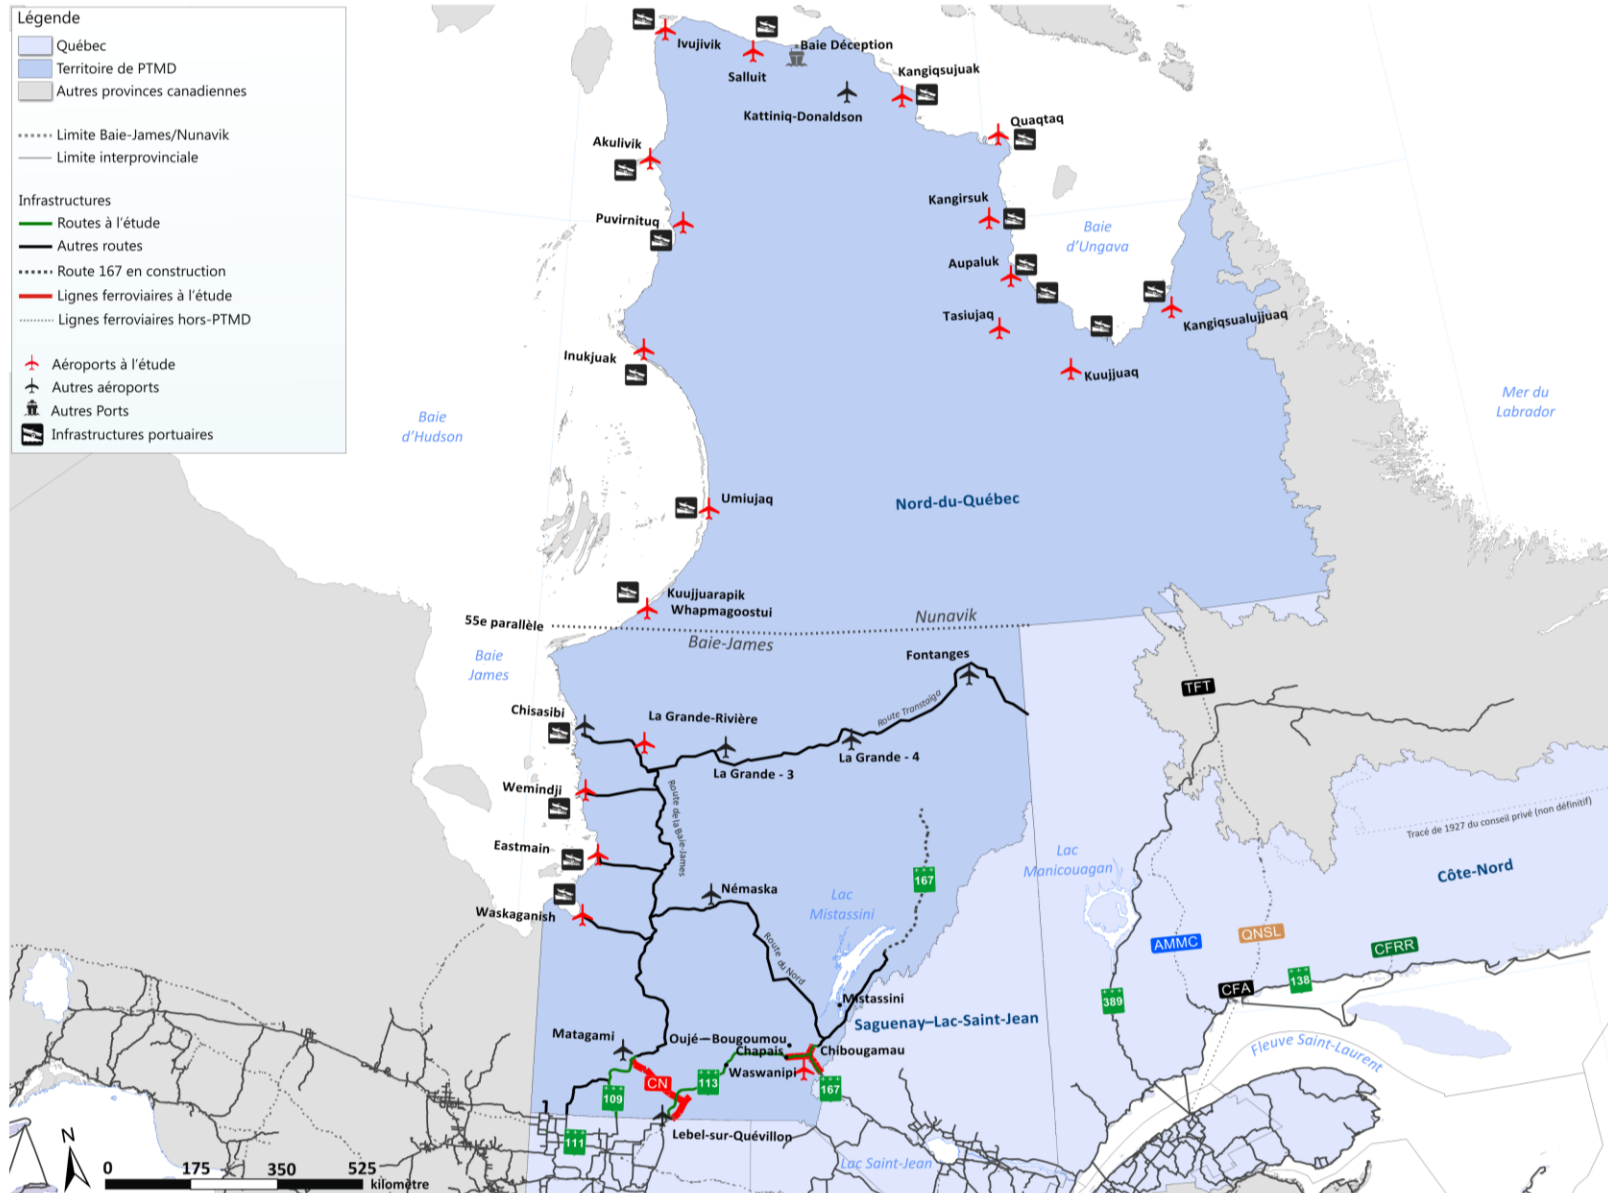 Légende
Québec
Territoire de PTMD
Autres provinces canadiennes
Limite Baie-James/Nunavik
Limite interprovinciale
Infrastructures
Routes à l'étude
Autres routes
Route 167 en construction
Lignes ferroviaires à l'étude
Lignes ferroviaires hors-PTMD
Aéroports à l'étude
Autres aéroports
Autres Ports
Infrastructures portuaires
Ivujivik
Baie Déception
Salluit
Kangiqsujuak
Kattiniq-Donaldson
Quaqtaq
Akulivik
Kangirsuk
Puvirnituq
Baie
d'Ungava
Aupaluk
Tasiujaq
Kangiqsualujjuaq
Inukjuak
Kuujjuaq
Mer du
Labrador
Baie
d'Hudson
Umiujaq
Nord-du-Québec
Kuujjuarapik
Whapmagoostui
55e parallèle
Nunavik
Baie-James
Baie
James
Fontanges
TFT
Route Transtaïga
Chisasibi
La Grande-Rivière
La Grande - 4
La Grande - 3
Wemindji
Route de la Baie-James
Tracé de 1927 du conseil privé (non définitif)
Eastmain
Lac
Manicouagan
Côte-Nord
167
Némaska
Lac
Mistassini
Waskaganish
Route du Nord
AMMC
QNSL
CFRR
CFA
138
389
Mistassini
Saguenay–Lac-Saint-Jean
Matagami
Oujé—Bougoumou
Chapais
Chibougamau
Waswanipi
Fleuve Saint-Laurent
CN
113
109
167
111
Lebel-sur-Quévillon
Lac Saint-Jean
N
0 175 350 525
kilomètre